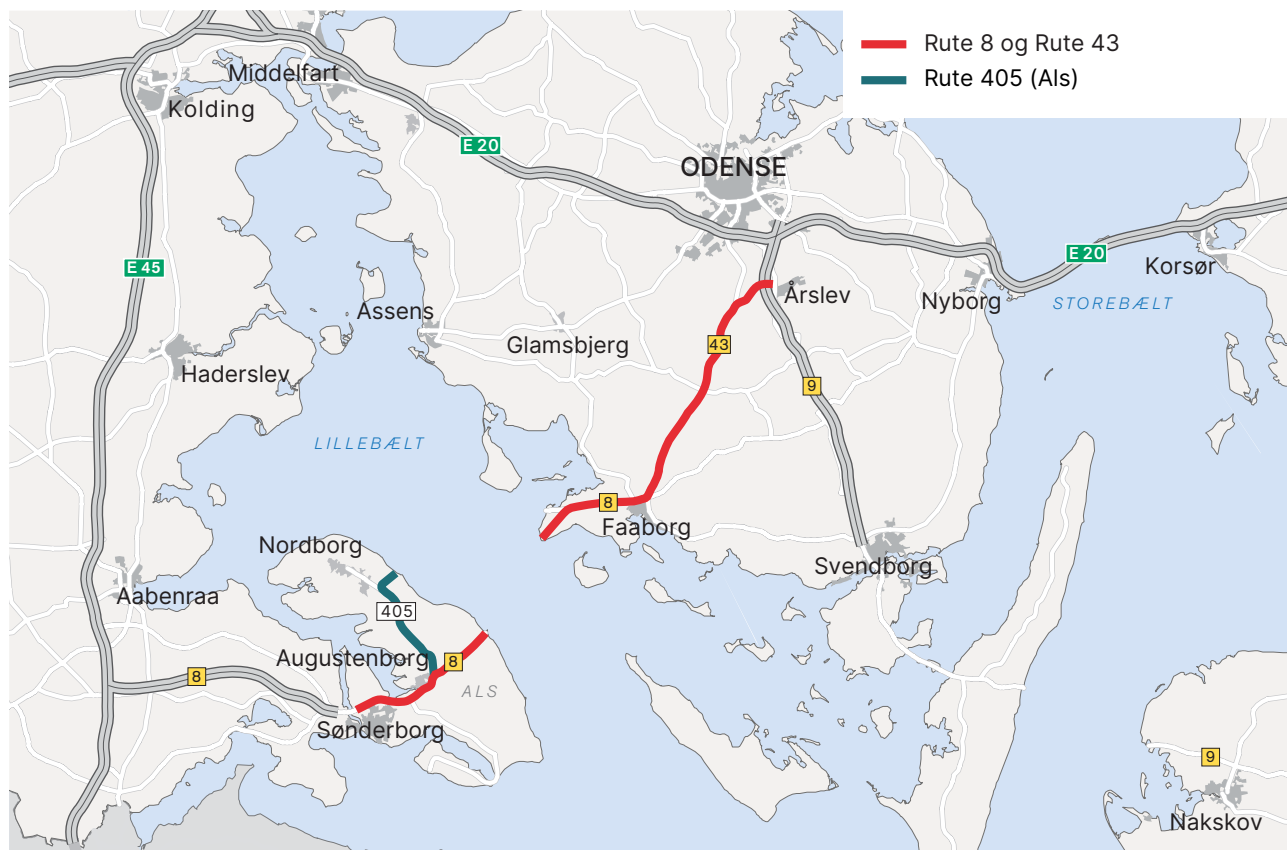 Rute 8 og Rute 43
Rute 405 (Als)
Middelfart
Kolding
E 20
ODENSE
E 45
E 20
Korsør
Årslev
Nyborg
STOREBÆLT
Assens
Glamsbjerg
43
Haderslev
9
LILLEBÆLT
8
Faaborg
Nordborg
Svendborg
Aabenraa
405
Augustenborg
8
8
ALS
Sønderborg
9
Nakskov